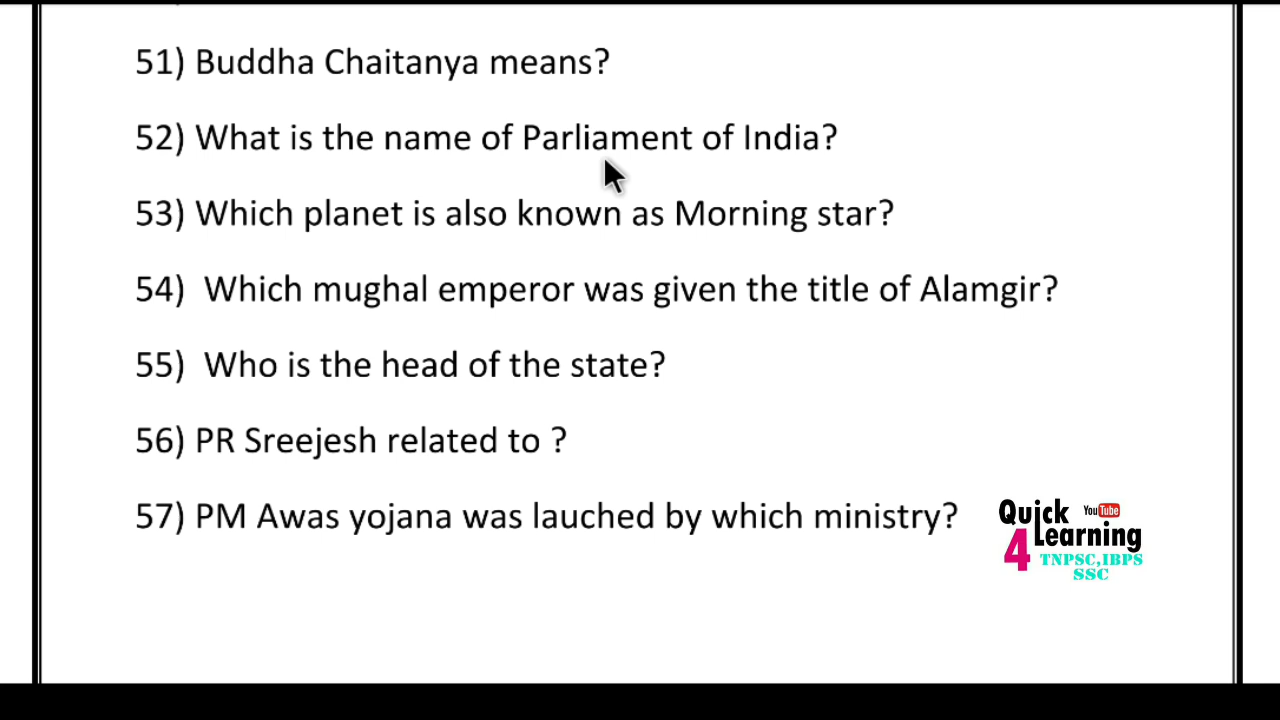 51) Buddha Chaitanya means?
52) What is the name of Parliament of India?
53) Which planet is also known as Morning star?
54) Which mughal emperor was given the title of Alamgir?
55) Who is the head of the state?
56) PR Sreejesh related to ?
57) PM Awas yojana was lauched by which ministry?
Quick YouTube
4 Learning
TNPSC,IBPS
SSC